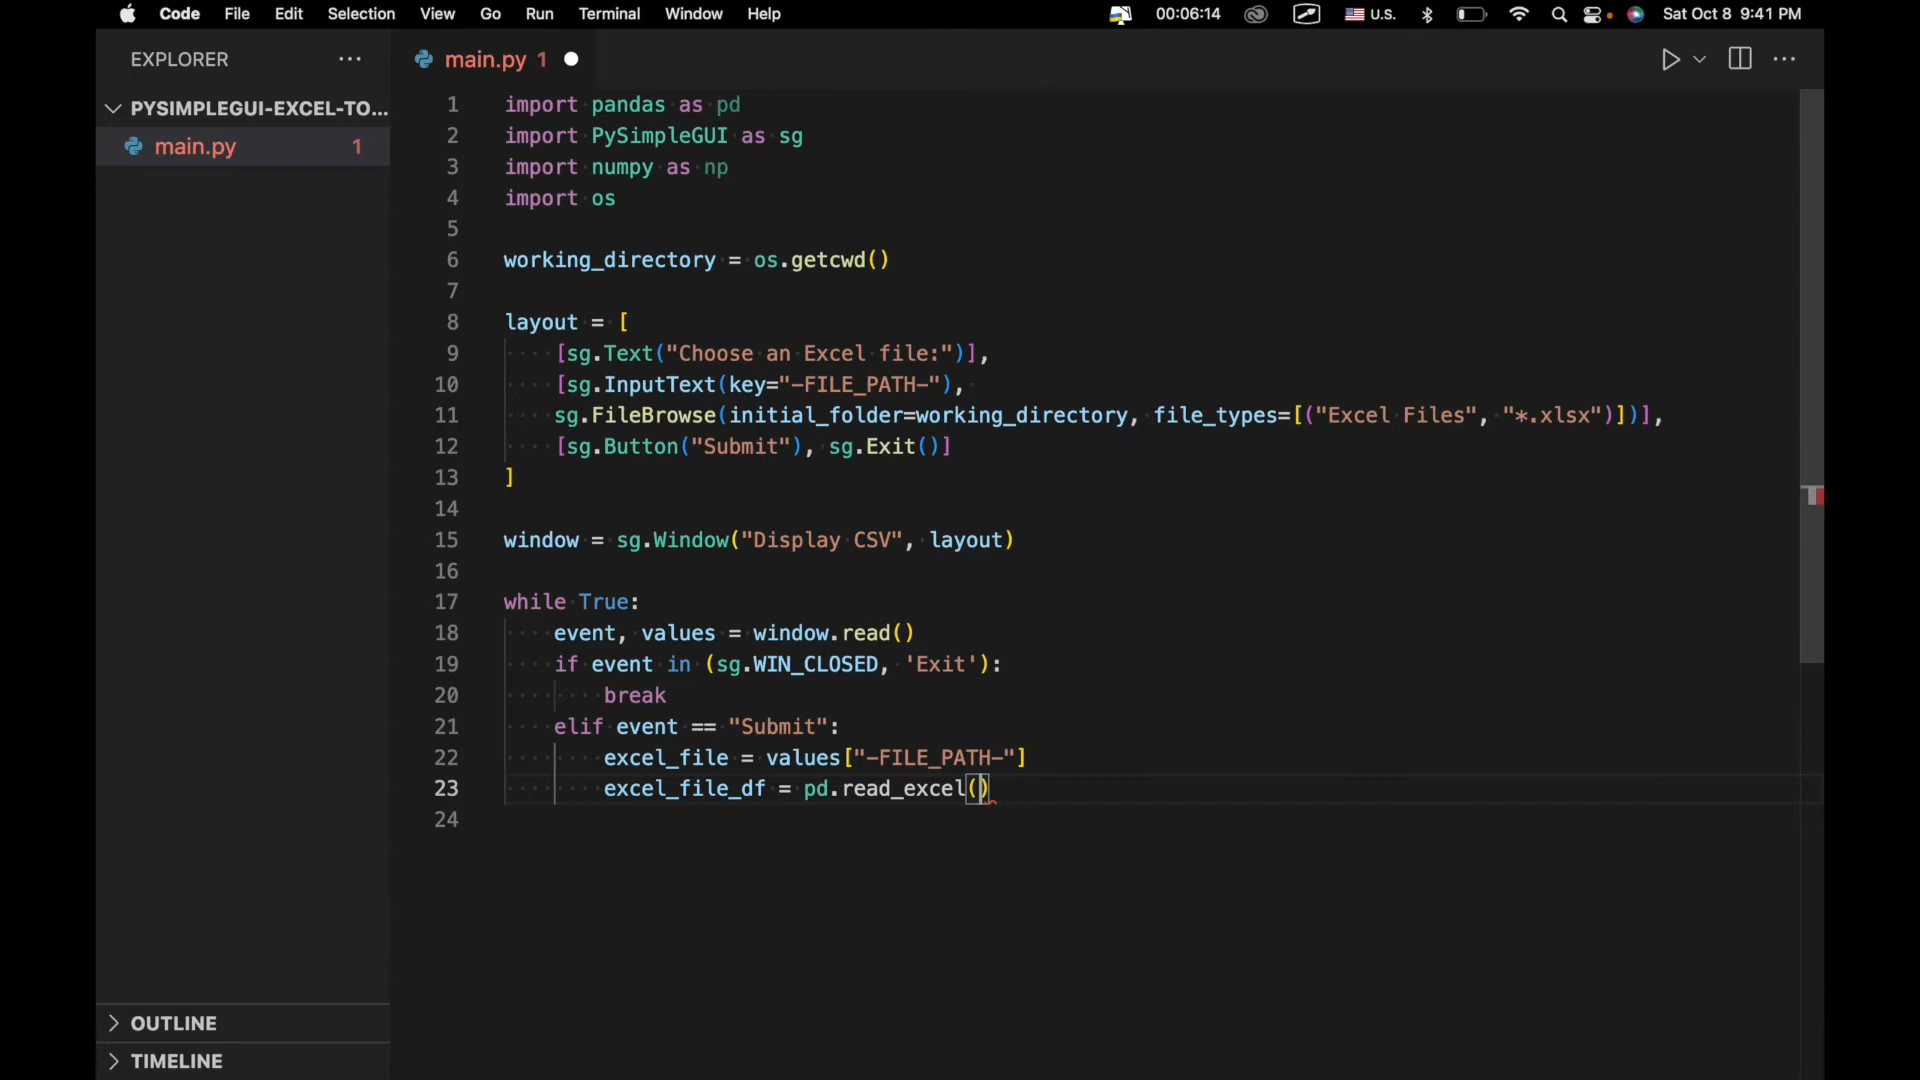 Code File Edit Selection View Go Run Terminal Window Help 00:06:14 U.S. Sat Oct 8 9:41 PM
EXPLORER ···
main.py 1
PYSIMPLEGUI-EXCEL-TO...
main.py 1
1 import pandas as pd
2 import PySimpleGUI as sg
3 import numpy as np
4 import os
5
6 working_directory = os.getcwd()
7
8 layout = [
9 [sg.Text("Choose an Excel file:")],
10 [sg.InputText(key="-FILE_PATH-"),
11 sg.FileBrowse(initial_folder=working_directory, file_types=[("Excel Files", "*.xlsx")])],
12 [sg.Button("Submit"), sg.Exit()]
13 ]
14
15 window = sg.Window("Display CSV", layout)
16
17 while True:
18 event, values = window.read()
19 if event in (sg.WIN_CLOSED, 'Exit'):
20 break
21 elif event == "Submit":
22 excel_file = values["-FILE_PATH-"]
23 excel_file_df = pd.read_excel()
24
OUTLINE
TIMELINE